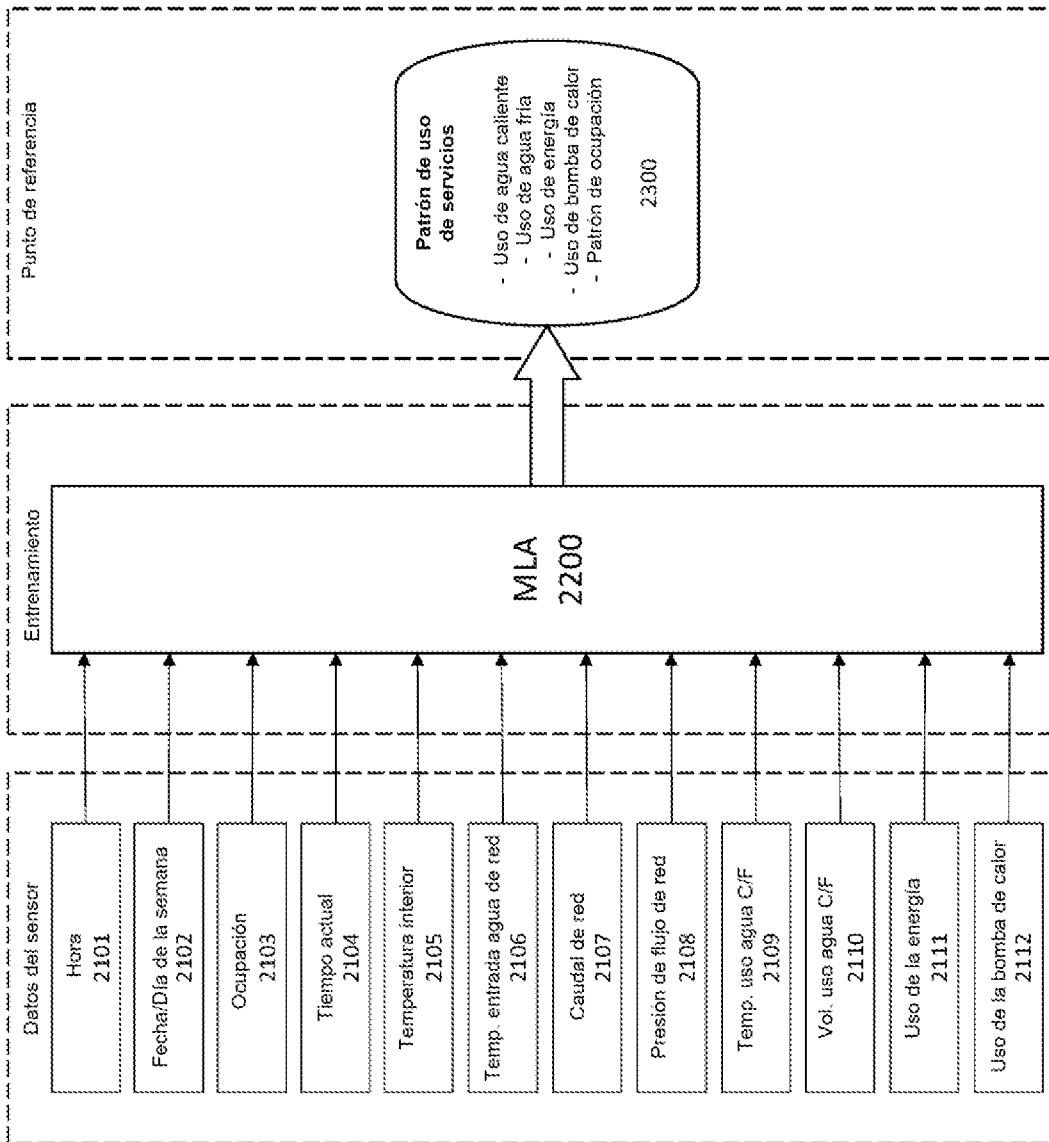 Datos del sensor
Hora
2101
Fecha/Día de la semana
2102
Ocupación
2103
Tiempo actual
2104
Temperatura interior
2105
Temp. entrada agua de red
2106
Caudal de red
2107
Presión de flujo de red
2108
Temp. uso agua C/F
2109
Vol. uso agua C/F
2110
Uso de la energía
2111
Uso de la bomba de calor
2112
Entrenamiento
MLA
2200
Punto de referencia
Patrón de uso
de servicios
- Uso de agua caliente
- Uso de agua fría
- Uso de energía
- Uso de bomba de calor
- Patrón de ocupación
2300